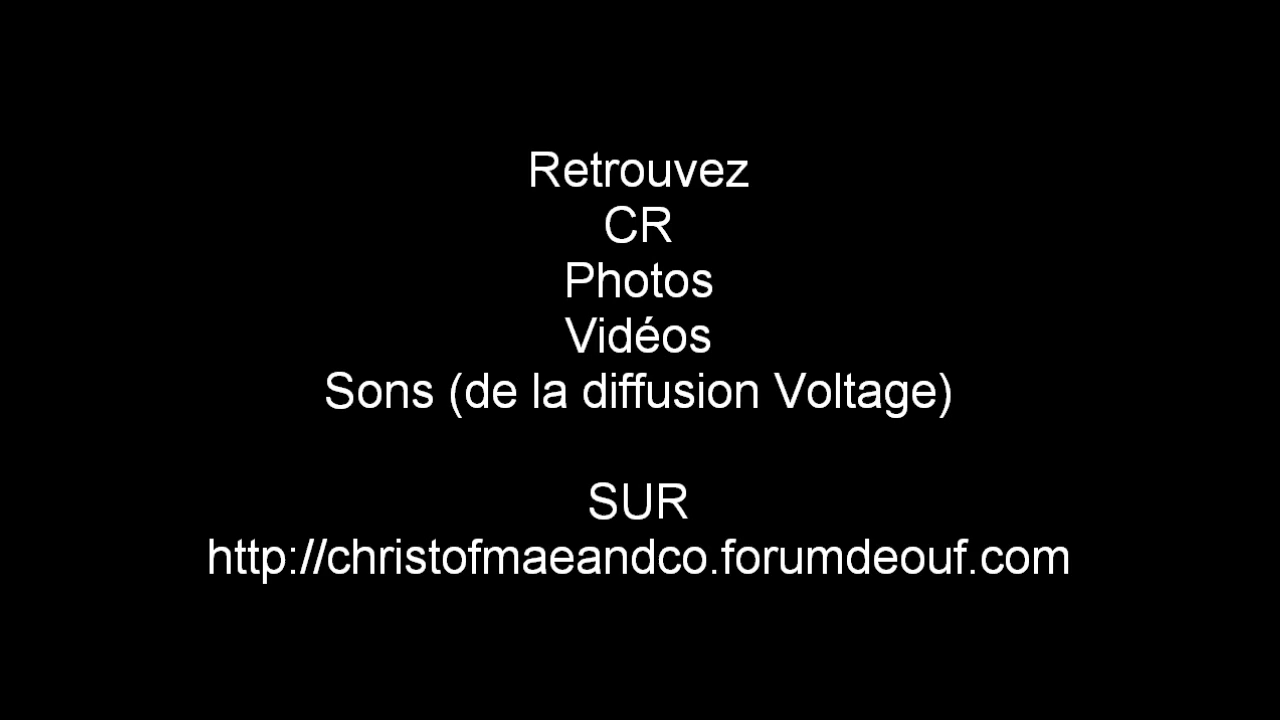 Retrouvez
CR
Photos
Vidéos
Sons (de la diffusion Voltage)
SUR
http://christofmaeandco.forumdeouf.com